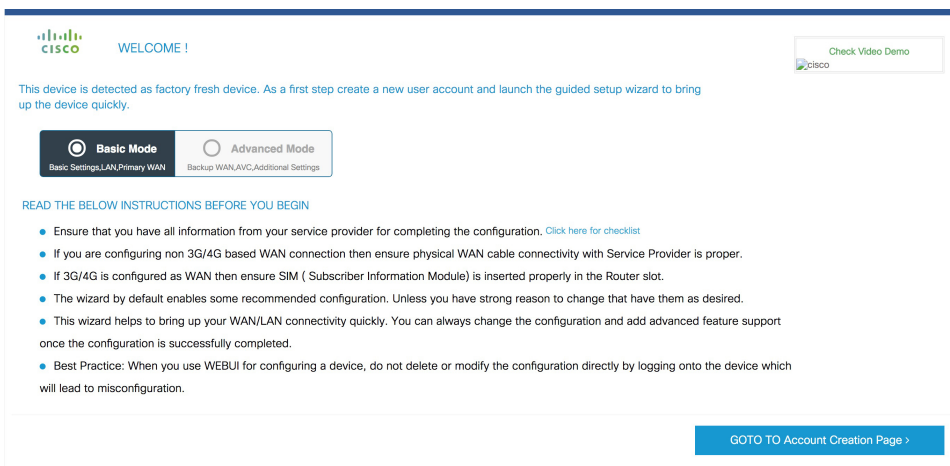 cisco
WELCOME !
Check Video Demo
cisco
This device is detected as factory fresh device. As a first step create a new user account and launch the guided setup wizard to bring
up the device quickly.
Basic Mode
Basic Settings,LAN,Primary WAN
Advanced Mode
Backup WAN,AVC,Additional Settings
READ THE BELOW INSTRUCTIONS BEFORE YOU BEGIN
Ensure that you have all information from your service provider for completing the configuration. Click here for checklist
If you are configuring non 3G/4G based WAN connection then ensure physical WAN cable connectivity with Service Provider is proper.
If 3G/4G is configured as WAN then ensure SIM ( Subscriber Information Module) is inserted properly in the Router slot.
The wizard by default enables some recommended configuration. Unless you have strong reason to change that have them as desired.
This wizard helps to bring up your WAN/LAN connectivity quickly. You can always change the configuration and add advanced feature support
once the configuration is successfully completed.
Best Practice: When you use WEBUI for configuring a device, do not delete or modify the configuration directly by logging onto the device which
will lead to misconfiguration.
GOTO TO Account Creation Page >